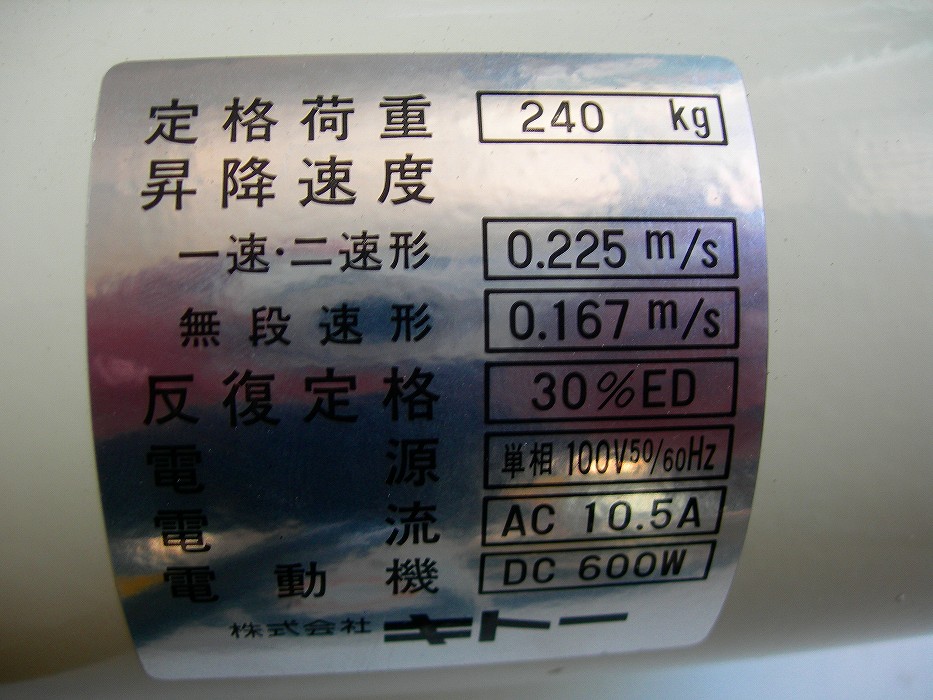 定格荷重 240 kg
昇降速度
一速・二速形 0.225 m/s
無段速形 0.167 m/s
反復定格 30%ED
電源 単相 100V 50/60Hz
電流 AC 10.5A
電動機 DC 600W
株式会社 キトー